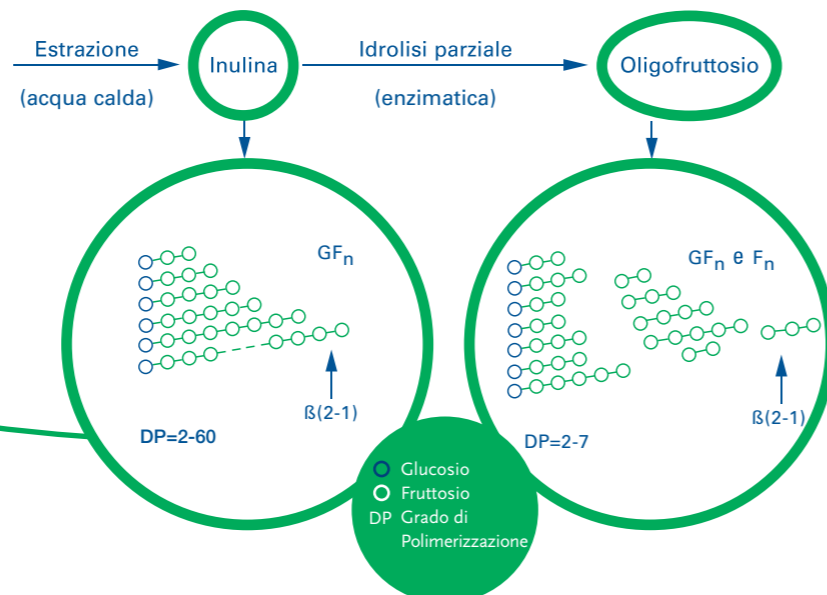 Estrazione
(acqua calda)
Inulina
Idrolisi parziale
(enzimatica)
Oligofruttosio
GFn
ß(2-1)
DP=2-60
GFn e Fn
ß(2-1)
DP=2-7
Glucosio
Fruttosio
DP Grado di
Polimerizzazione